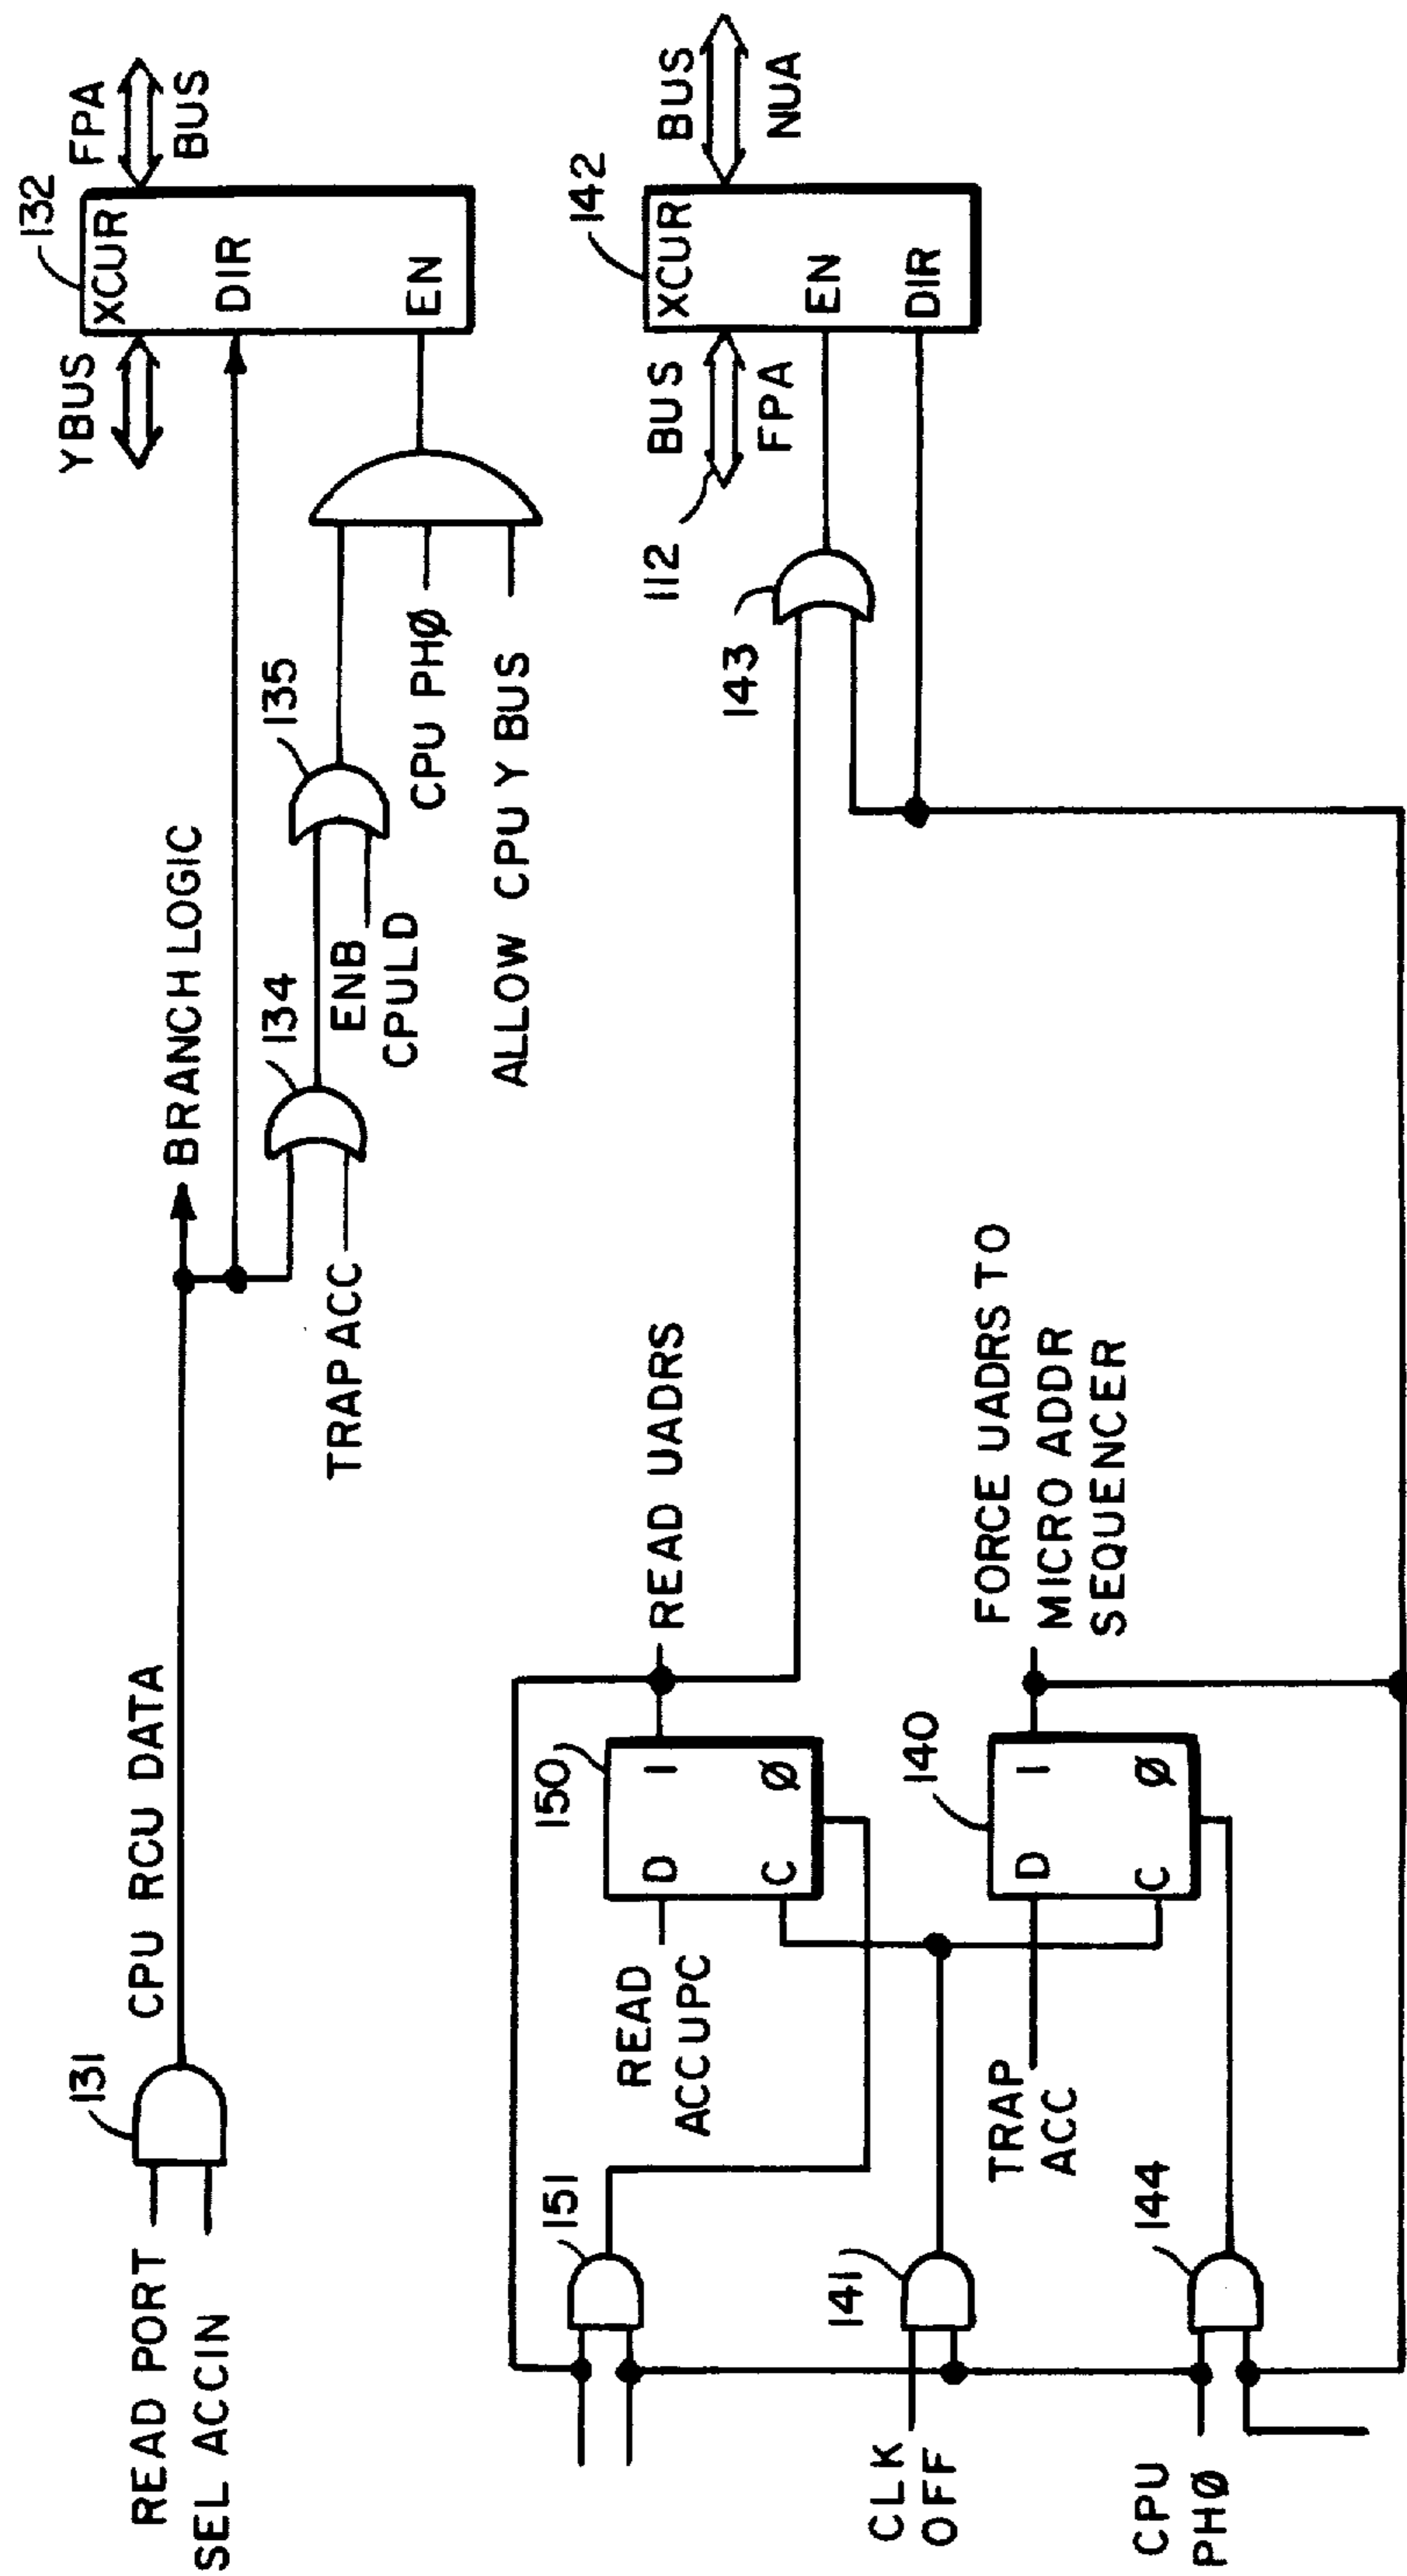 READ PORT
SEL ACCIN
131
CPU RCU DATA
BRANCH LOGIC
TRAP ACC
134
ENB
CPULD
135
CPU PHØ
ALLOW CPU Y BUS
YBUS
132
XCUR
DIR
EN
FPA
BUS
151
READ
ACCUPC
150
D
1
C
Ø
READ UADRS
CLK
OFF
141
TRAP
ACC
140
D
1
C
Ø
FORCE UADRS TO
MICRO ADDR
SEQUENCER
CPU
PHØ
144
143
112
BUS
FPA
142
XCUR
EN
DIR
BUS
NUA